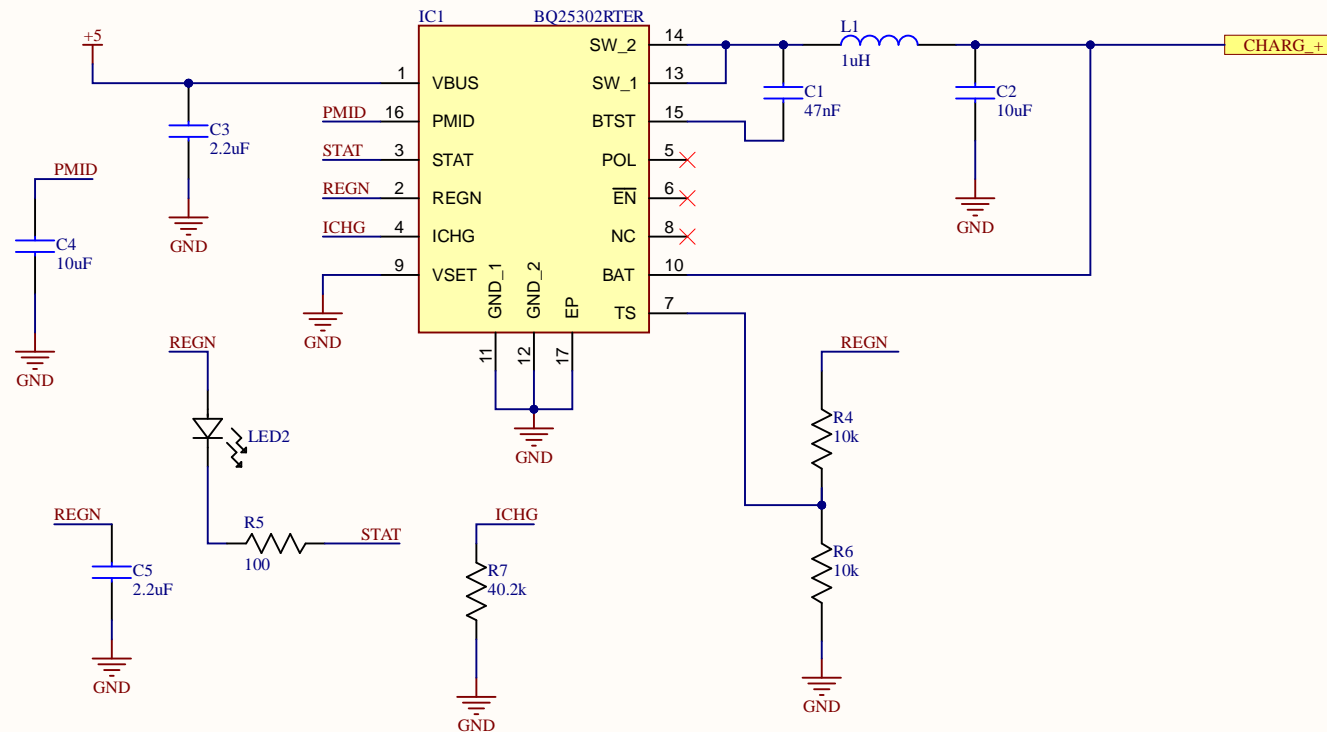 IC1 BQ25302RTER
+5
1 VBUS
16 PMID
PMID
3 STAT
STAT
2 REGN
REGN
4 ICHG
ICHG
9 VSET
GND
SW_2 14
SW_1 13
BTST 15
POL 5
EN 6
NC 8
BAT 10
TS 7
GND_1 GND_2 EP
11 12 17
GND
L1
1uH
C1
47nF
C2
10uF
GND
CHARG_+
C3
2.2uF
GND
PMID
C4
10uF
GND
REGN
LED2
R5
100
STAT
REGN
C5
2.2uF
GND
ICHG
R7
40.2k
GND
REGN
R4
10k
R6
10k
GND